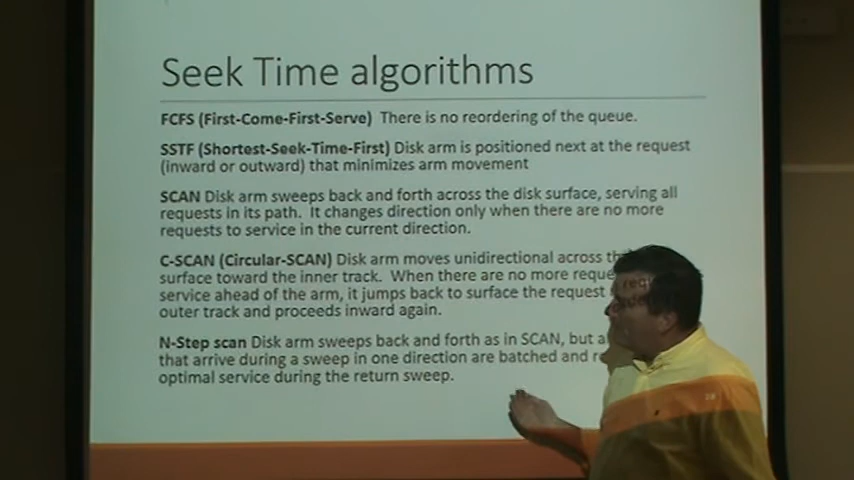 Seek Time algorithms
FCFS (First-Come-First-Serve) There is no reordering of the queue.
SSTF (Shortest-Seek-Time-First) Disk arm is positioned next at the request
(inward or outward) that minimizes arm movement
SCAN Disk arm sweeps back and forth across the disk surface, serving all
requests in its path. It changes direction only when there are no more
requests to service in the current direction.
C-SCAN (Circular-SCAN) Disk arm moves unidirectional across
surface toward the inner track. When there are no more
service ahead of the arm, it jumps back to surface the request
outer track and proceeds inward again.
N-Step scan Disk arm sweeps back and forth as in SCAN, but
that arrive during a sweep in one direction are batched and
optimal service during the return sweep.